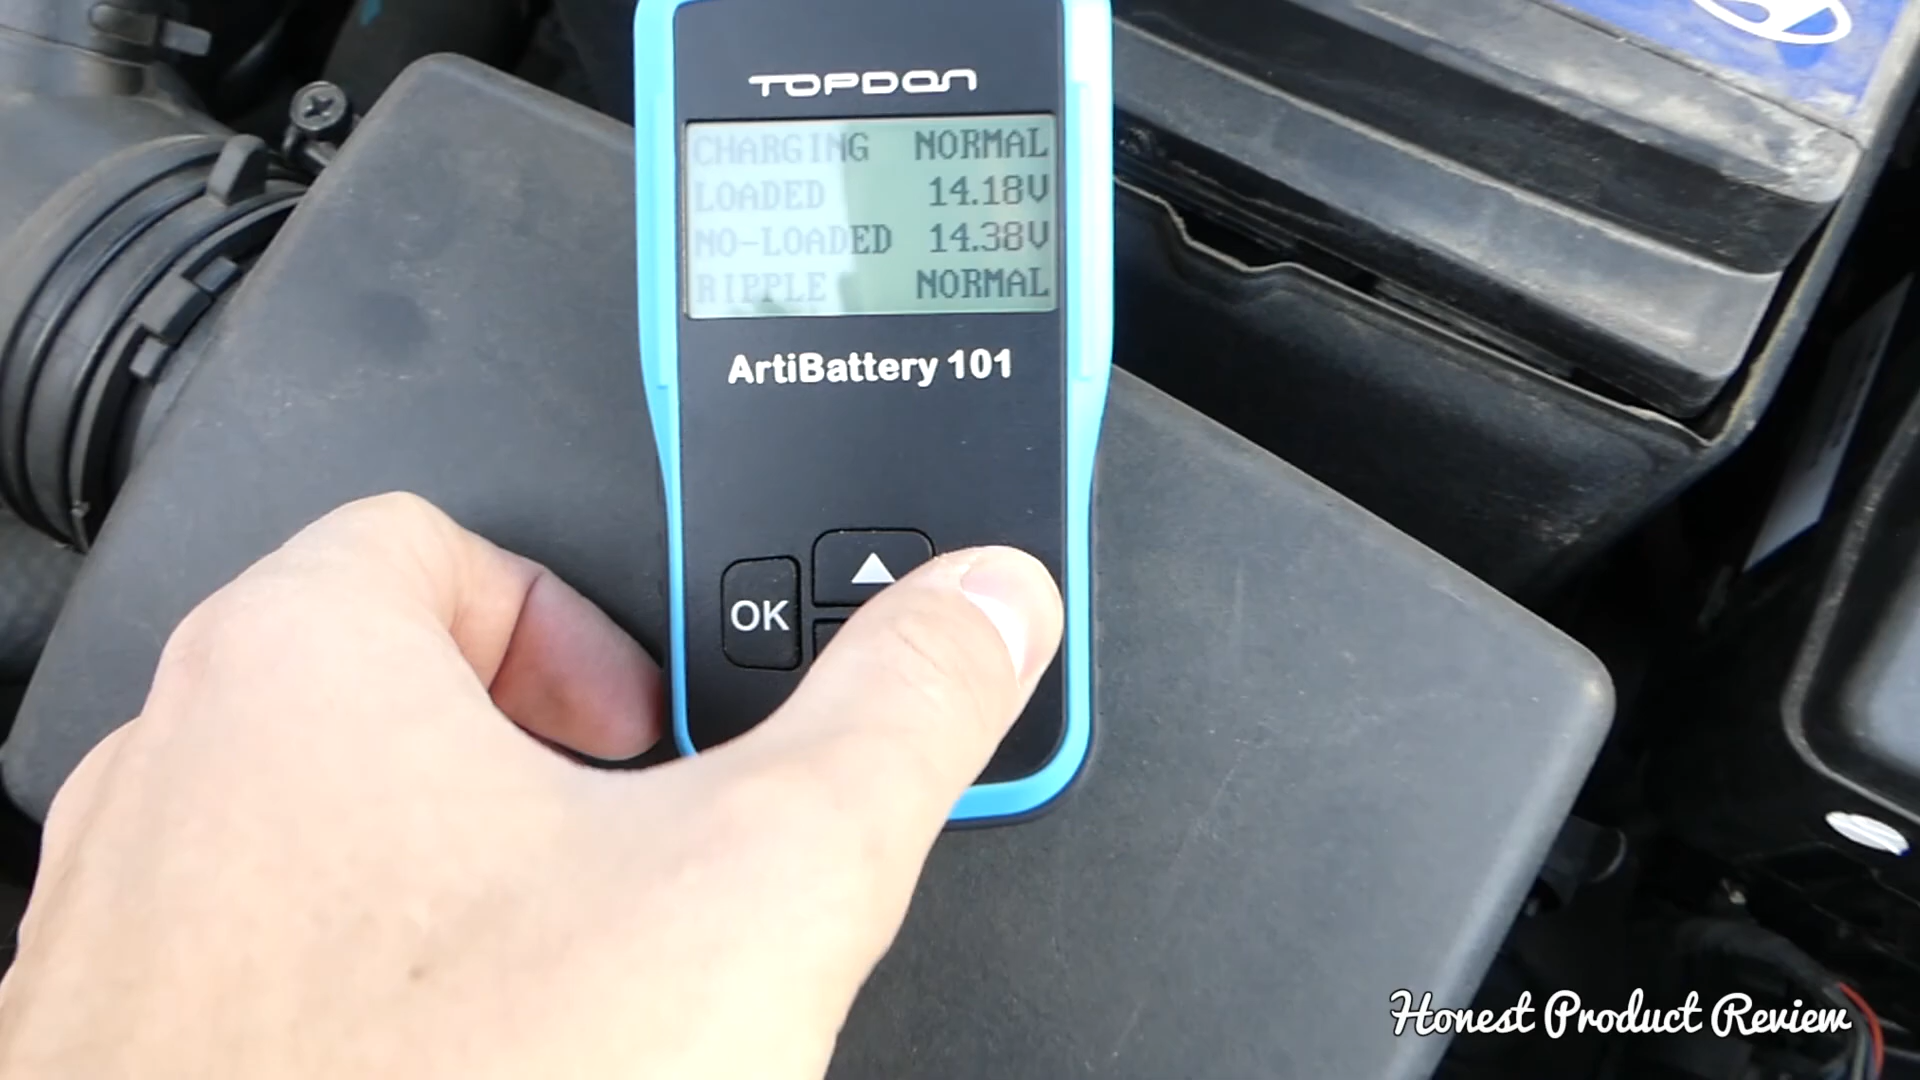 TOPDON
CHARGING NORMAL
LOADED 14.18V
NO-LOADED 14.38V
RIPPLE NORMAL
ArtiBattery 101
OK
Honest Product Review